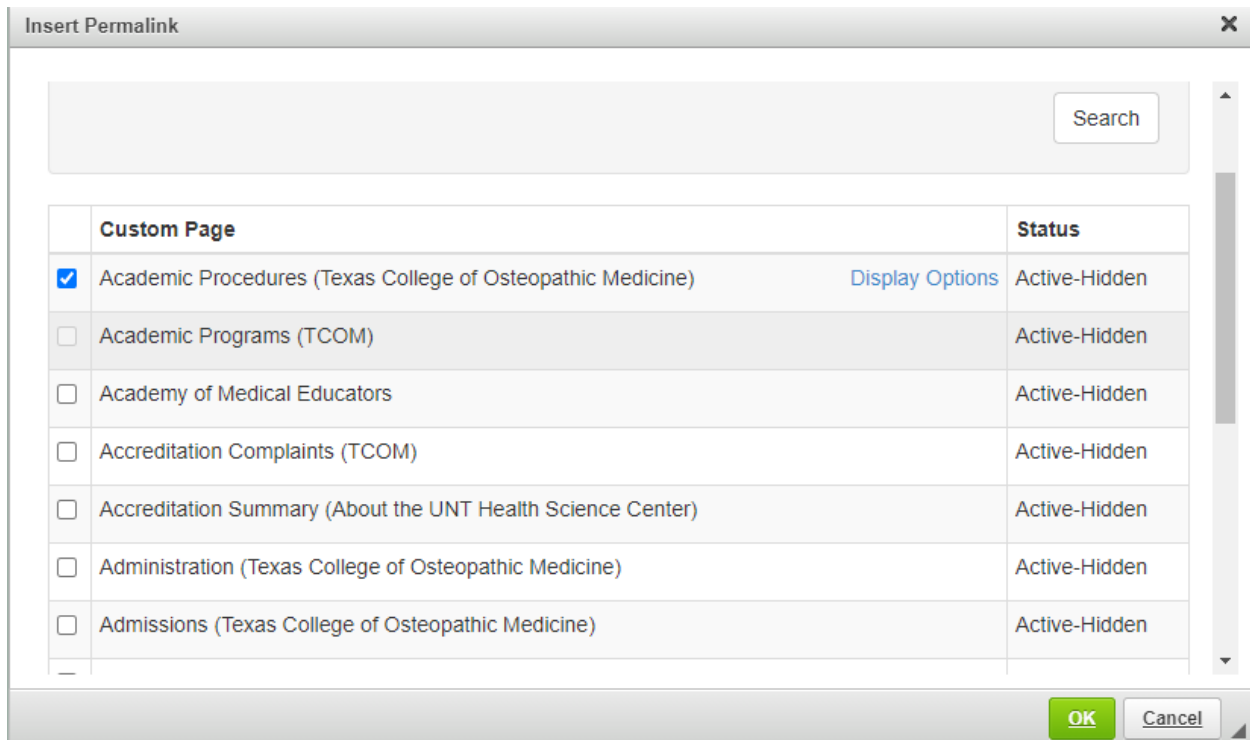 Insert Permalink
Search
Custom Page Status
Academic Procedures (Texas College of Osteopathic Medicine) Display Options Active-Hidden
Academic Programs (TCOM) Active-Hidden
Academy of Medical Educators Active-Hidden
Accreditation Complaints (TCOM) Active-Hidden
Accreditation Summary (About the UNT Health Science Center) Active-Hidden
Administration (Texas College of Osteopathic Medicine) Active-Hidden
Admissions (Texas College of Osteopathic Medicine) Active-Hidden
OK Cancel